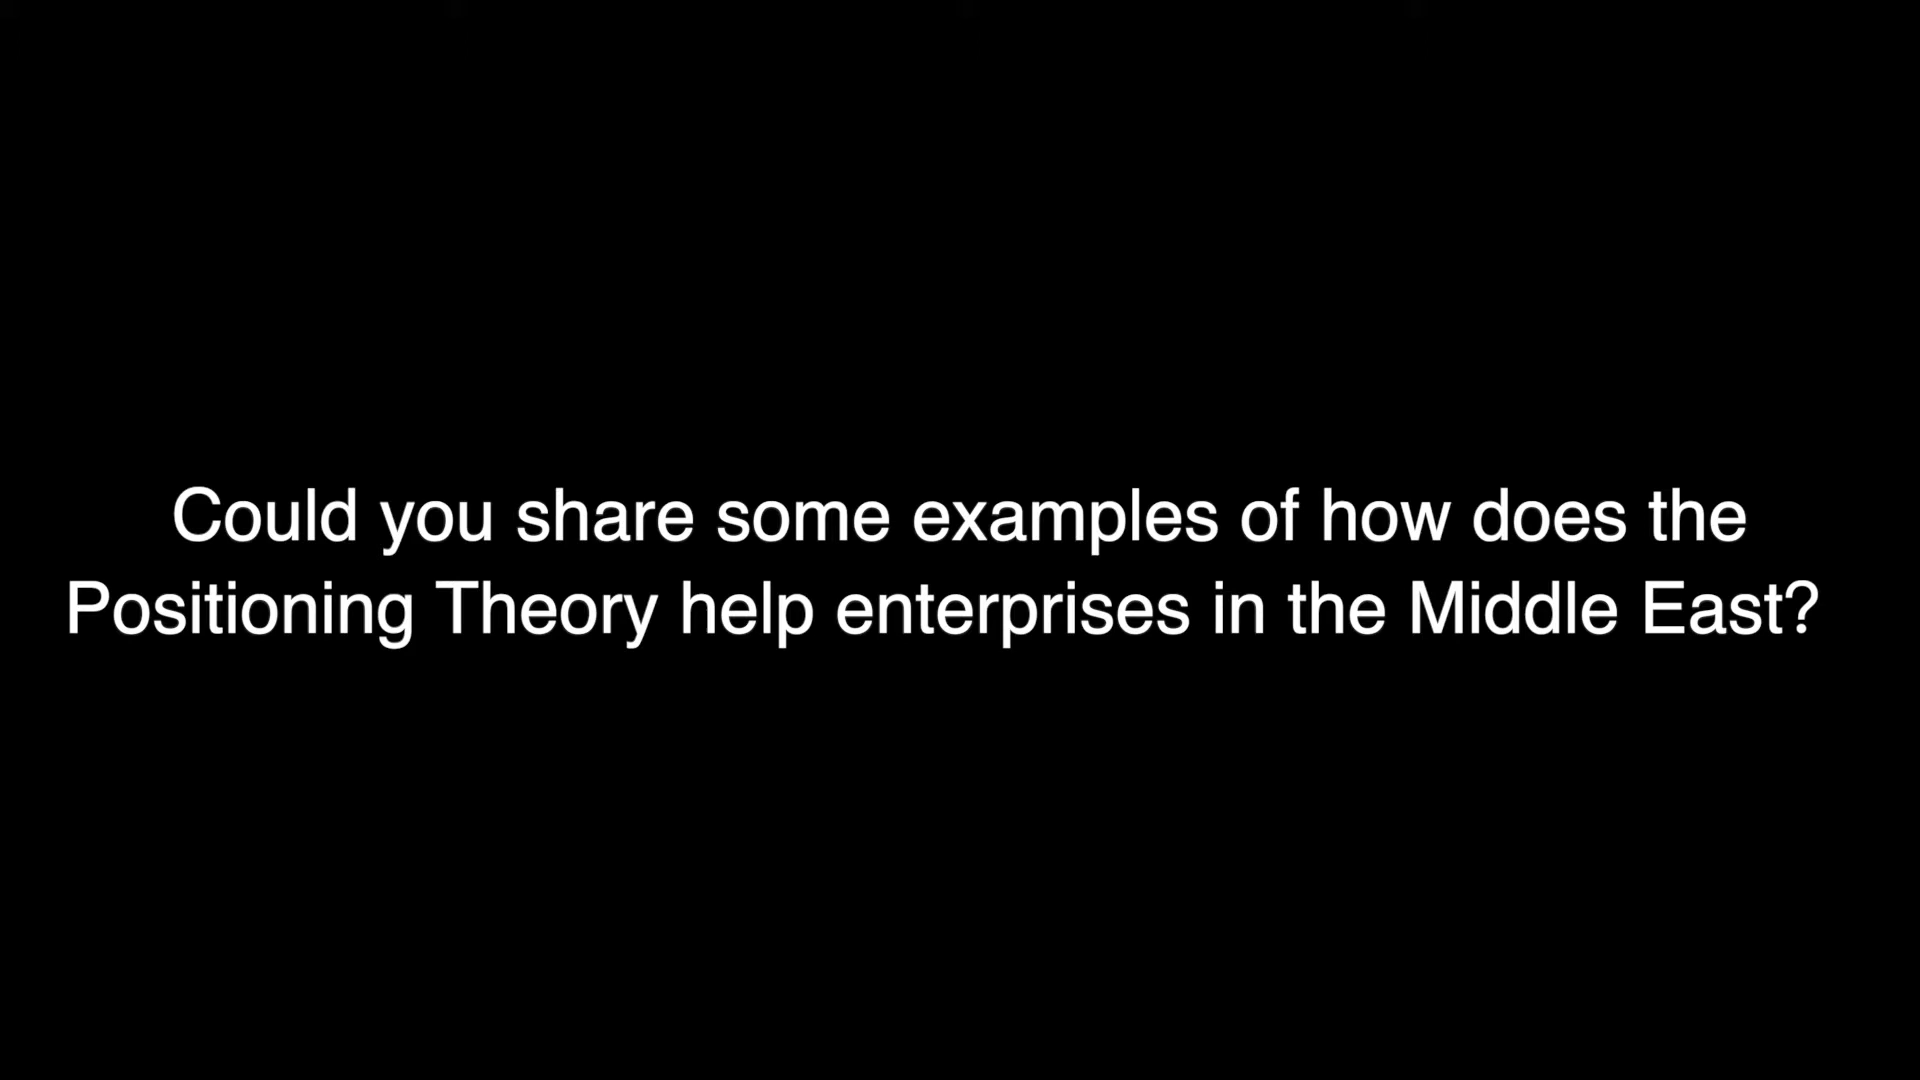 Could you share some examples of how does the
Positioning Theory help enterprises in the Middle East?